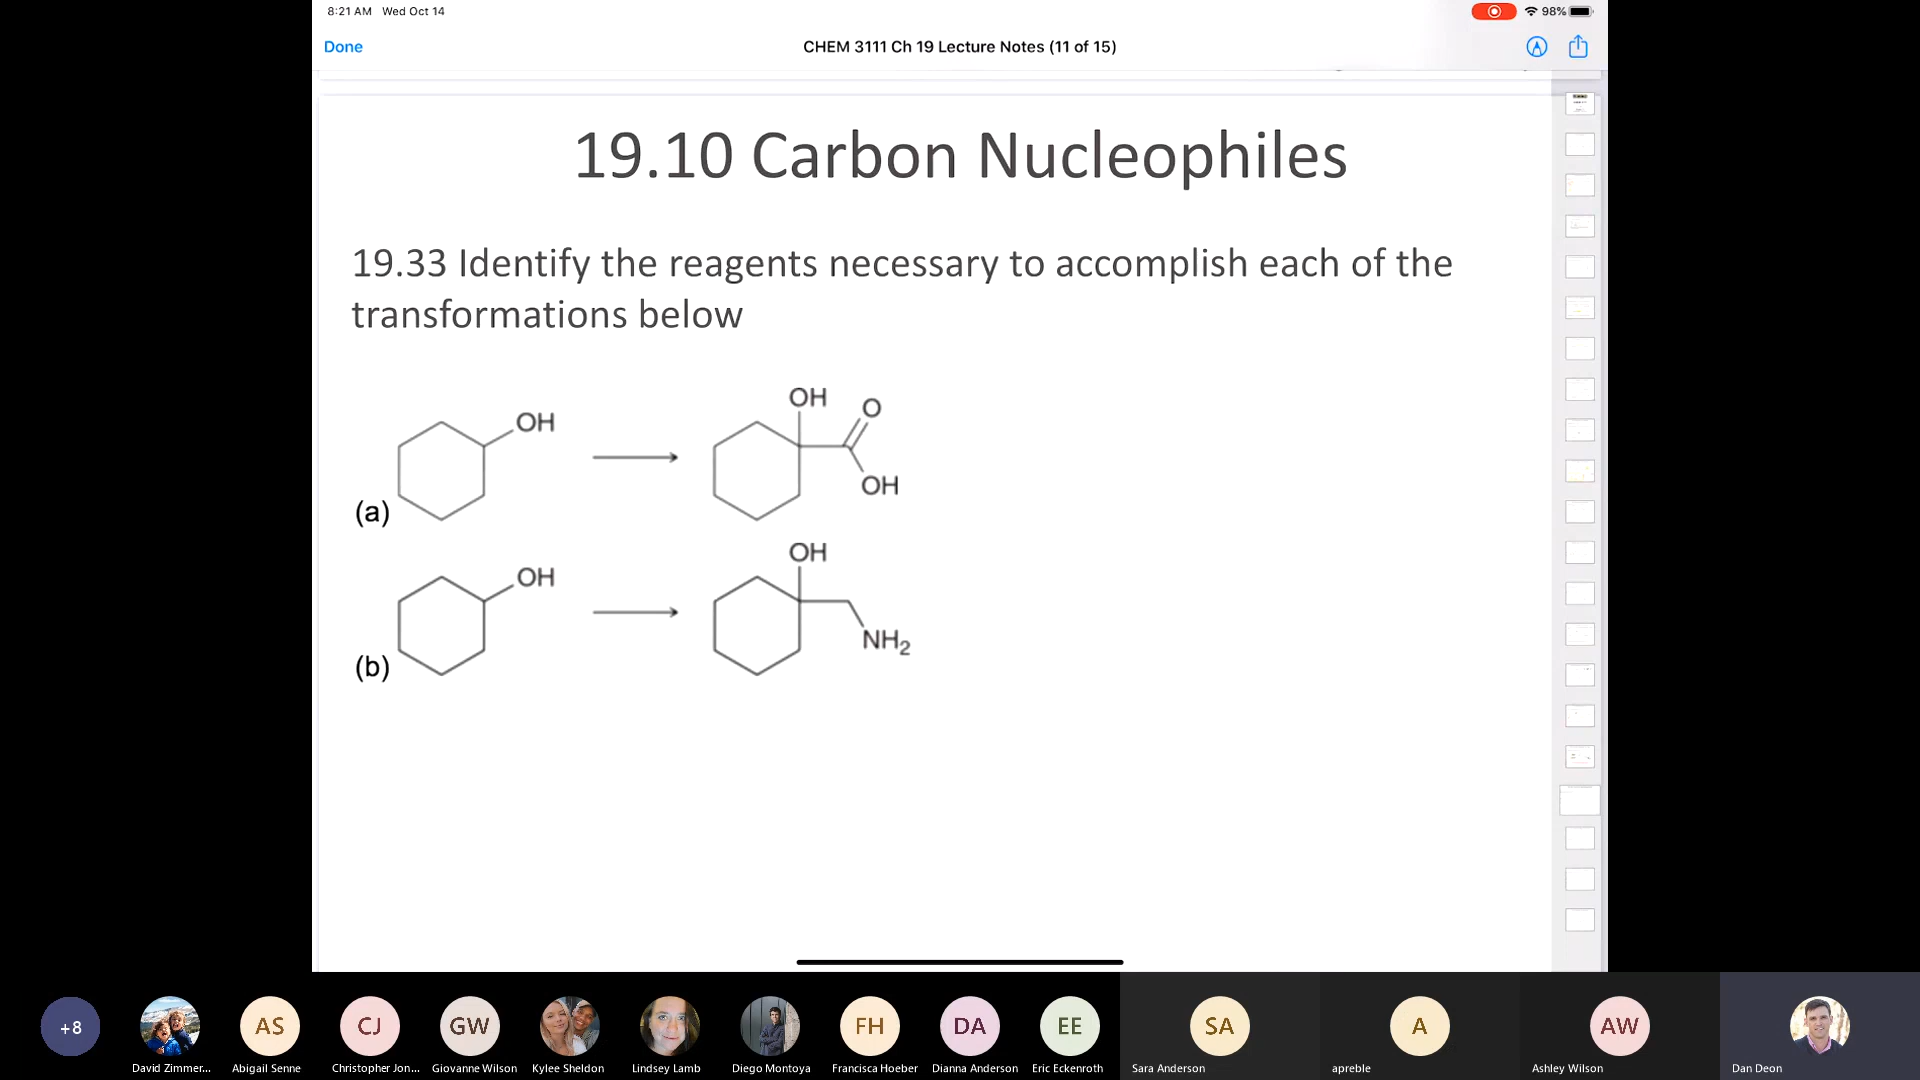 8:21 AM Wed Oct 14
98%
Done
CHEM 3111 Ch 19 Lecture Notes (11 of 15)
19.10 Carbon Nucleophiles
19.33 Identify the reagents necessary to accomplish each of the
transformations below
OH
OH
O
OH
(a)
OH
OH
NH2
(b)
+8
AS
CJ
GW
FH
DA
EE
SA
A
AW
David Zimmer...
Abigail Senne
Christopher Jon...
Giovanne Wilson
Kylee Sheldon
Lindsey Lamb
Diego Montoya
Francisca Hoeber
Dianna Anderson
Eric Eckenroth
Sara Anderson
apreble
Ashley Wilson
Dan Deon